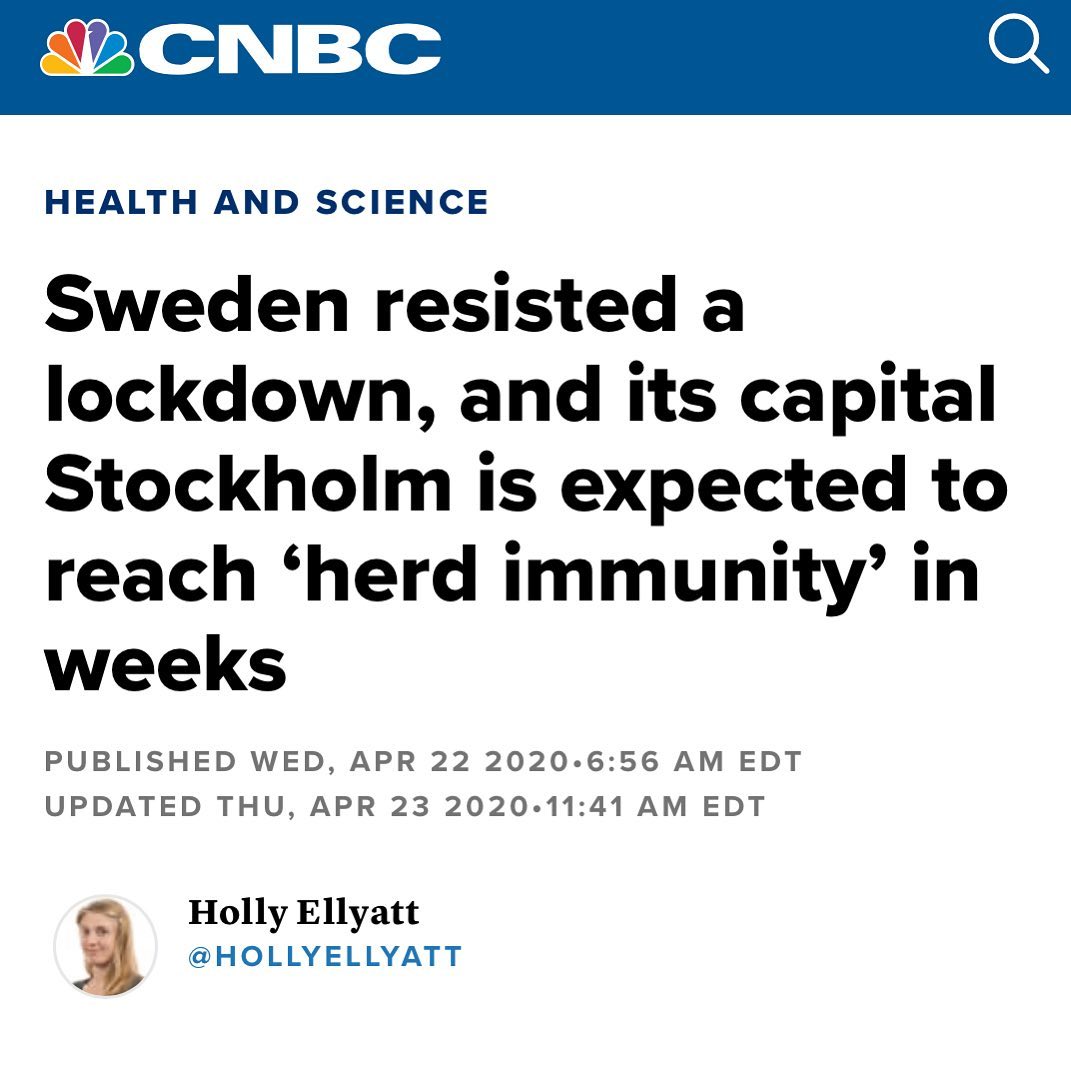 CNBC
HEALTH AND SCIENCE
Sweden resisted a
lockdown, and its capital
Stockholm is expected to
reach ‘herd immunity’ in
weeks
PUBLISHED WED, APR 22 2020•6:56 AM EDT
UPDATED THU, APR 23 2020•11:41 AM EDT
Holly Ellyatt
@HOLLYELLYATT